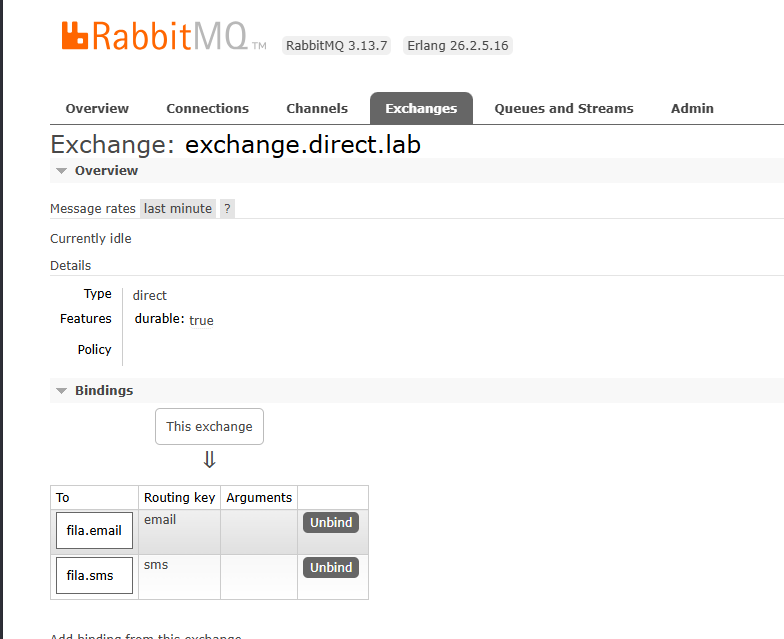 RabbitMQ TM RabbitMQ 3.13.7 Erlang 26.2.5.16
Overview Connections Channels Exchanges Queues and Streams Admin
Exchange: exchange.direct.lab
Overview
Message rates last minute ?
Currently idle
Details
Type direct
Features durable: true
Policy
Bindings
This exchange
⇓
To Routing key Arguments
fila.email email Unbind
fila.sms sms Unbind
Add binding from this exchange